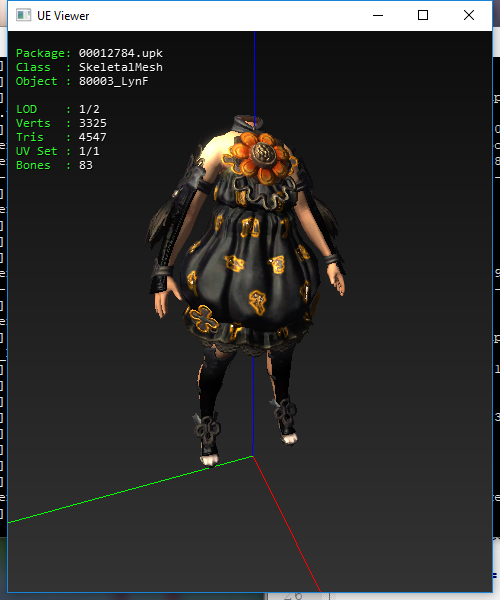 UE Viewer
Package: 00012784.upk
Class : SkeletalMesh
Object : 80003_LynF
LOD : 1/2
Verts : 3325
Tris : 4547
UV Set : 1/1
Bones : 83
26